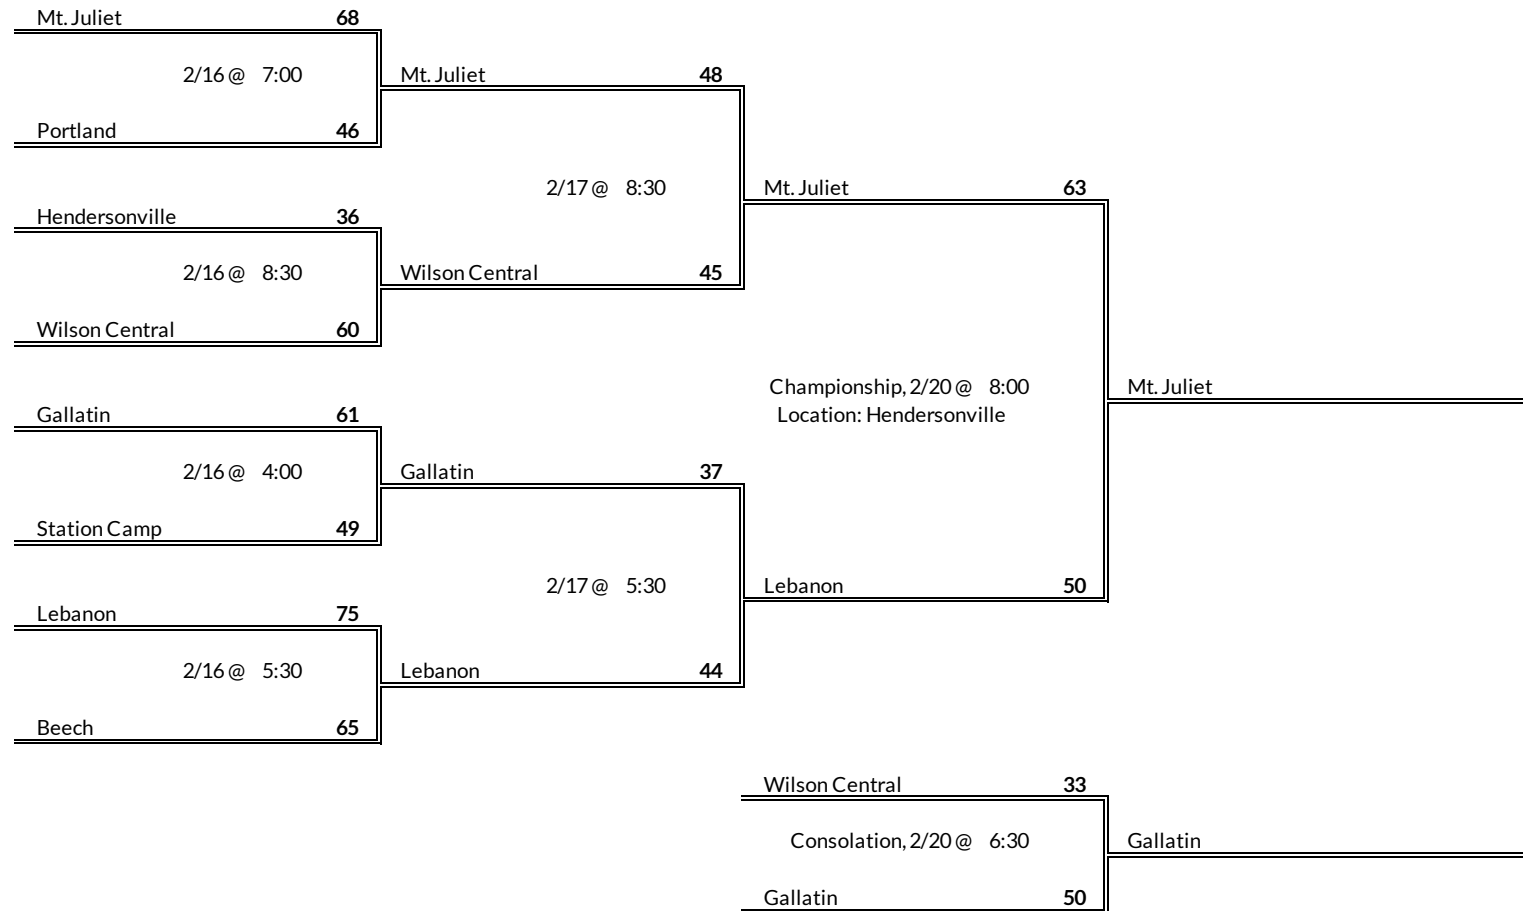 Mt. Juliet 68
2/16 @ 7:00
Mt. Juliet 48
Portland 46
2/17 @ 8:30
Mt. Juliet 63
Hendersonville 36
2/16 @ 8:30
Wilson Central 45
Wilson Central 60
Championship, 2/20 @ 8:00
Location: Hendersonville
Mt. Juliet
Gallatin 61
2/16 @ 4:00
Gallatin 37
Station Camp 49
2/17 @ 5:30
Lebanon 50
Lebanon 75
2/16 @ 5:30
Lebanon 44
Beech 65
Wilson Central 33
Consolation, 2/20 @ 6:30
Gallatin
Gallatin 50